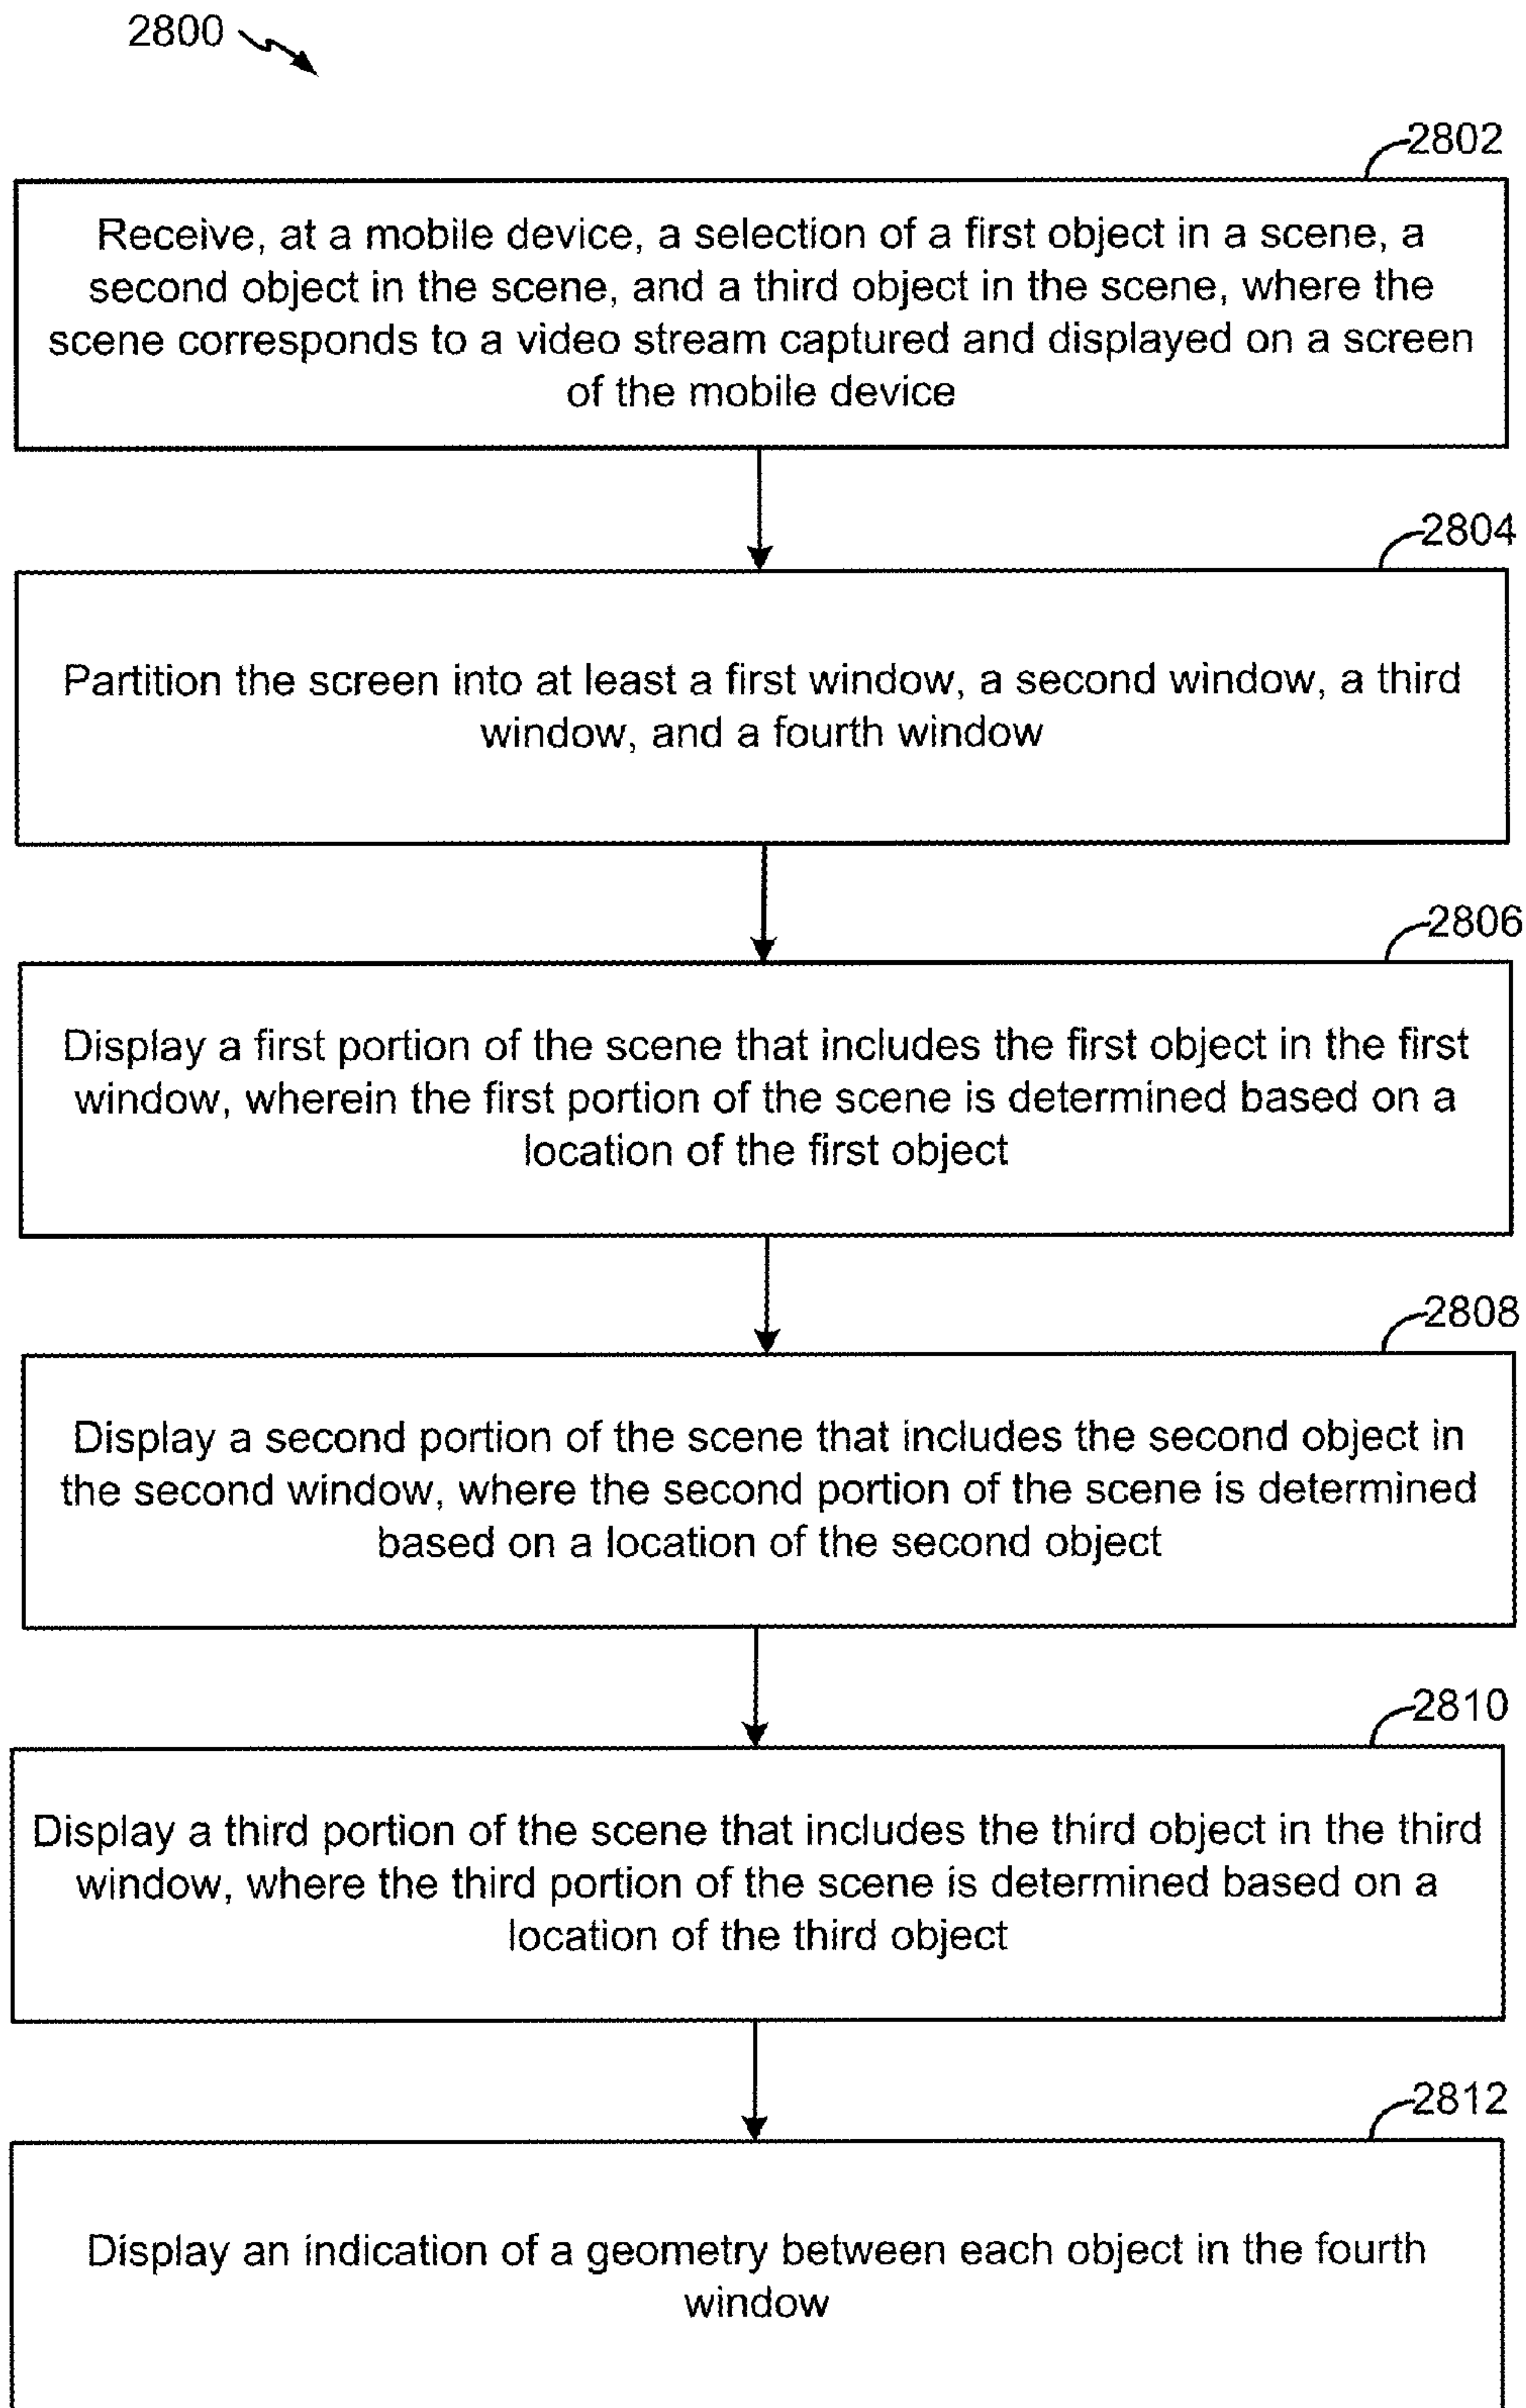 2800
2802
Receive, at a mobile device, a selection of a first object in a scene, a
second object in the scene, and a third object in the scene, where the
scene corresponds to a video stream captured and displayed on a screen
of the mobile device
2804
Partition the screen into at least a first window, a second window, a third
window, and a fourth window
2806
Display a first portion of the scene that includes the first object in the first
window, wherein the first portion of the scene is determined based on a
location of the first object
2808
Display a second portion of the scene that includes the second object in
the second window, where the second portion of the scene is determined
based on a location of the second object
2810
Display a third portion of the scene that includes the third object in the third
window, where the third portion of the scene is determined based on a
location of the third object
2812
Display an indication of a geometry between each object in the fourth
window